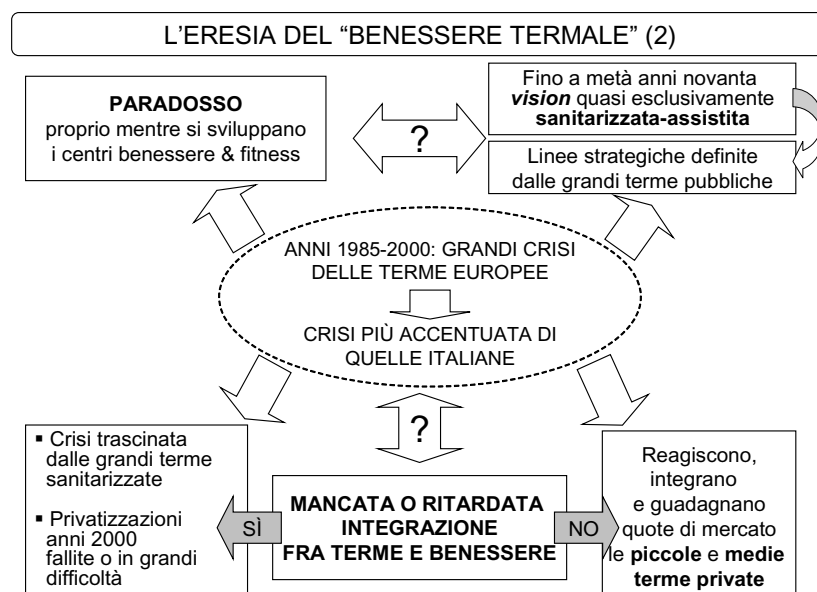 L'ERESIA DEL “BENESSERE TERMALE” (2)
PARADOSSO
proprio mentre si sviluppano
i centri benessere & fitness
?
Fino a metà anni novanta
vision quasi esclusivamente
sanitarizzata-assistita
Linee strategiche definite
dalle grandi terme pubbliche
ANNI 1985-2000: GRANDI CRISI
DELLE TERME EUROPEE
CRISI PIÙ ACCENTUATA DI
QUELLE ITALIANE
?
▪ Crisi trascinata
dalle grandi terme
sanitarizzate
▪ Privatizzazioni
anni 2000
fallite o in grandi
difficoltà
SÌ
MANCATA O RITARDATA
INTEGRAZIONE
FRA TERME E BENESSERE
NO
Reagiscono,
integrano
e guadagnano
quote di mercato
le piccole e medie
terme private